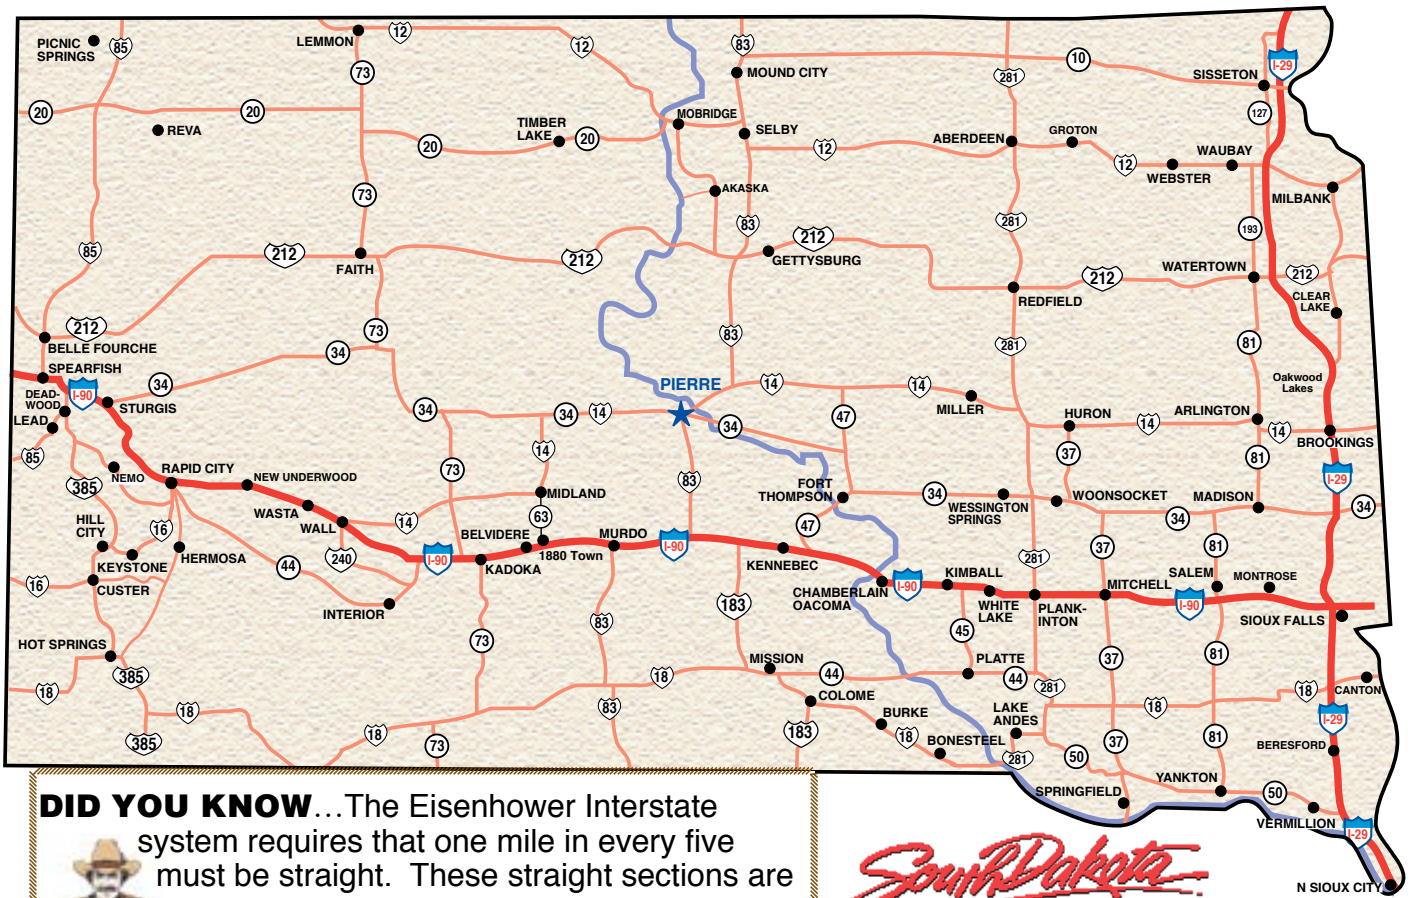 PICNIC
SPRINGS
85
LEMMON
12
12
83
MOUND CITY
73
281
10
SISSETON
I-29
20
20
REVA
127
TIMBER
LAKE
20
20
MOBRIDGE
SELBY
12
ABERDEEN
GROTON
12
WAUBAY
WEBSTER
MILBANK
73
AKASKA
83
281
193
85
212
FAITH
212
212
GETTYSBURG
WATERTOWN
212
212
REDFIELD
CLEAR
LAKE
212
BELLE FOURCHE
73
34
83
281
81
SPEARFISH
DEAD-
WOOD
I-90
34
STURGIS
LEAD
85
PIERRE
14
14
MILLER
Oakwood
Lakes
34
34
14
34
47
HURON
14
ARLINGTON
14
BROOKINGS
14
73
37
81
NEMO
RAPID CITY
NEW UNDERWOOD
385
WASTA
WALL
14
MIDLAND
83
I-29
FORT
THOMPSON
34
WESSINGTON
SPRINGS
WOONSOCKET
MADISON
34
34
HILL
CITY
16
KEYSTONE
HERMOSA
240
63
BELVIDERE
1880 Town
MURDO
I-90
I-90
KADOKA
47
KENNEBEC
281
37
81
16
CUSTER
44
INTERIOR
183
CHAMBERLAIN
OACOMA
I-90
KIMBALL
WHITE
LAKE
PLANK-
INTON
MITCHELL
I-90
SALEM
MONTROSE
SIOUX FALLS
HOT SPRINGS
385
73
83
45
37
81
18
18
385
18
73
18
83
MISSION
44
COLOME
183
BURKE
18
BONESTEEL
PLATTE
44
281
LAKE
ANDES
281
18
18
CANTON
I-29
50
37
81
BERESFORD
SPRINGFIELD
YANKTON
50
VERMILLION
I-29
N SIOUX CITY
DID YOU KNOW…The Eisenhower Interstate
system requires that one mile in every five
must be straight. These straight sections are
South Dakota